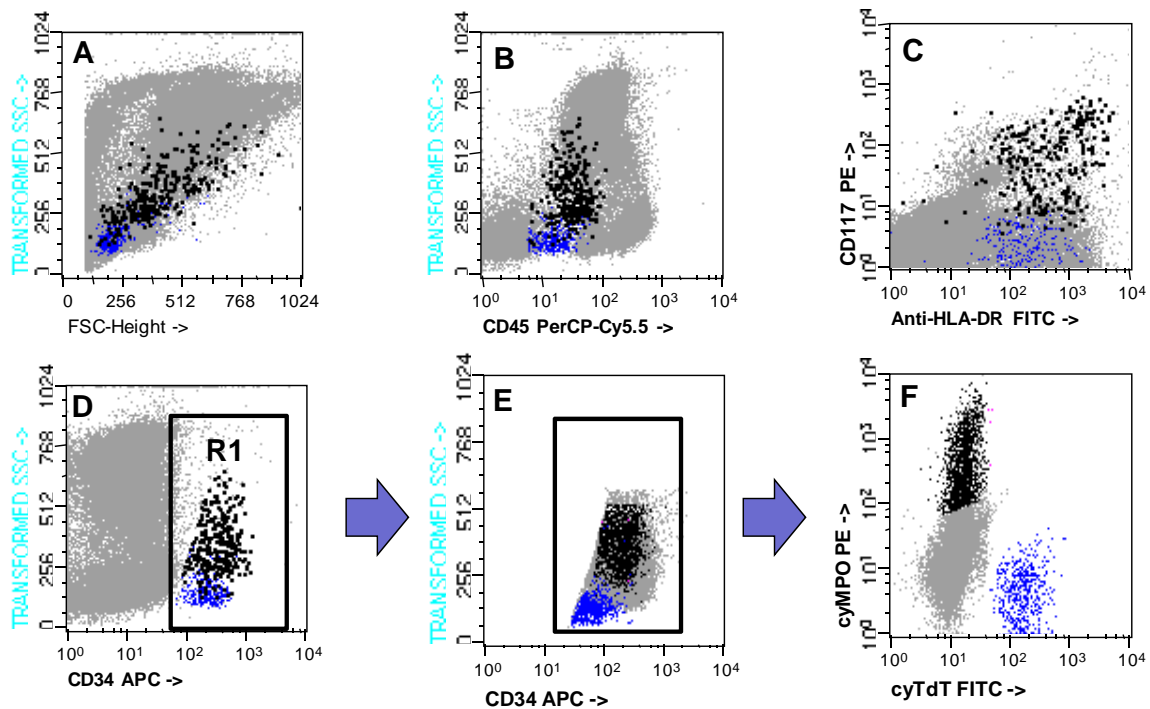 A
TRANSFORMED SSC ->
0 256 512 768 1024
0 256 512 768 1024
FSC-Height ->
B
TRANSFORMED SSC ->
0 256 512 768 1024
10^0 10^1 10^2 10^3 10^4
CD45 PerCP-Cy5.5 ->
C
CD117 PE ->
10^0 10^1 10^2 10^3 10^4
10^0 10^1 10^2 10^3 10^4
Anti-HLA-DR FITC ->
D
R1
TRANSFORMED SSC ->
0 256 512 768 1024
10^0 10^1 10^2 10^3 10^4
CD34 APC ->
E
TRANSFORMED SSC ->
0 256 512 768 1024
10^0 10^1 10^2 10^3 10^4
CD34 APC ->
F
cyMPO PE ->
10^0 10^1 10^2 10^3 10^4
10^0 10^1 10^2 10^3 10^4
cyTdT FITC ->